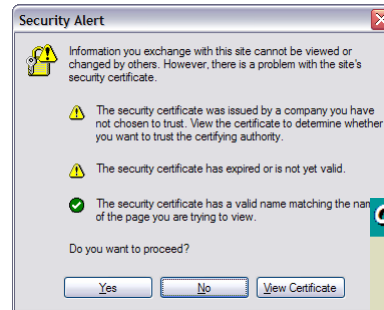 Security Alert
Information you exchange with this site cannot be viewed or
changed by others. However, there is a problem with the site's
security certificate.
The security certificate was issued by a company you have
not chosen to trust. View the certificate to determine whether
you want to trust the certifying authority.
The security certificate has expired or is not yet valid.
The security certificate has a valid name matching the
of the page you are trying to view.
Do you want to proceed?
Yes No View Certificate